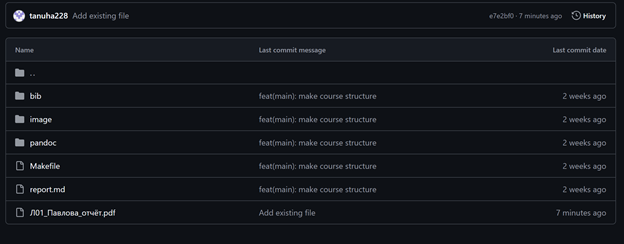 tanuha228 Add existing file e7e2bf0 · 7 minutes ago History
Name Last commit message Last commit date
..
bib feat(main): make course structure 2 weeks ago
image feat(main): make course structure 2 weeks ago
pandoc feat(main): make course structure 2 weeks ago
Makefile feat(main): make course structure 2 weeks ago
report.md feat(main): make course structure 2 weeks ago
Л01_Павлова_отчёт.pdf Add existing file 7 minutes ago